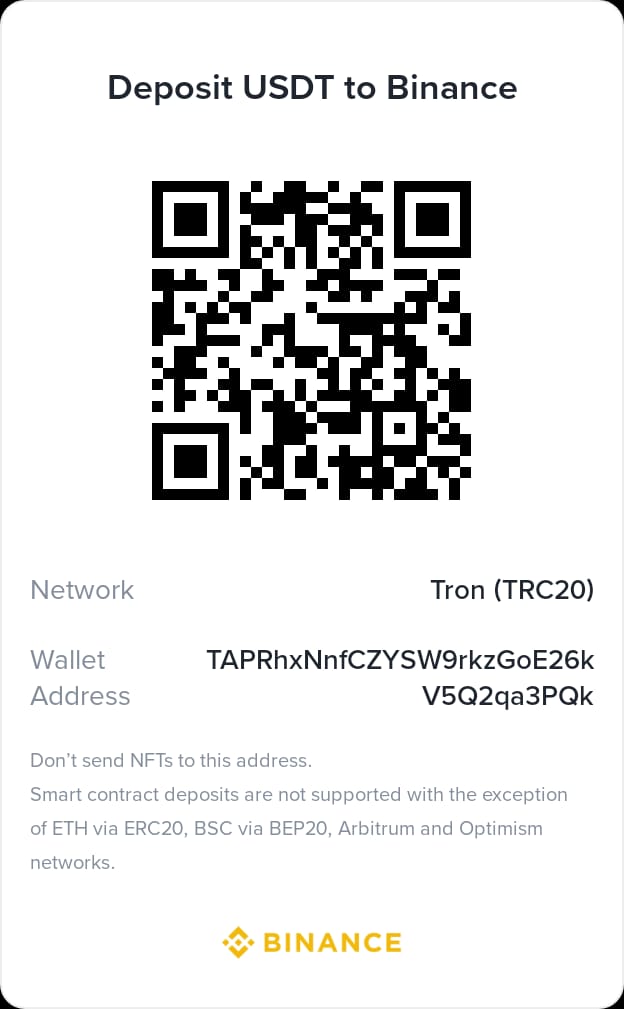 Deposit USDT to Binance
Network Tron (TRC20)
Wallet TAPRhxNnfCZYSW9rkzGoE26k
Address V5Q2qa3PQk
Don’t send NFTs to this address.
Smart contract deposits are not supported with the exception
of ETH via ERC20, BSC via BEP20, Arbitrum and Optimism
networks.
BINANCE